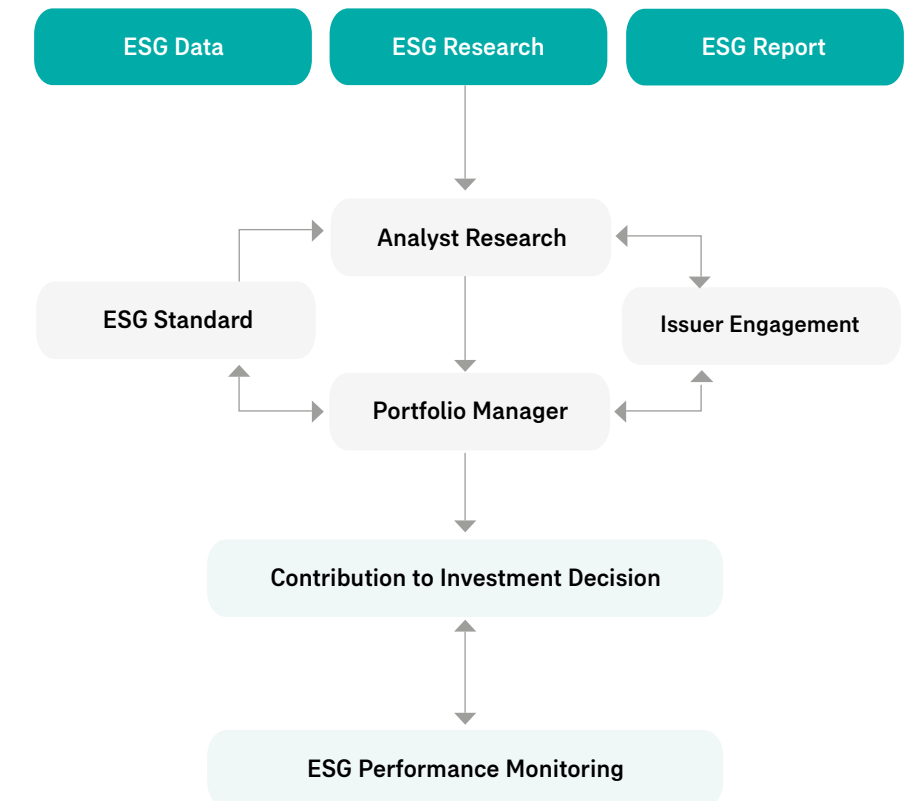 ESG Data
ESG Research
ESG Report
Analyst Research
ESG Standard
Issuer Engagement
Portfolio Manager
Contribution to Investment Decision
ESG Performance Monitoring